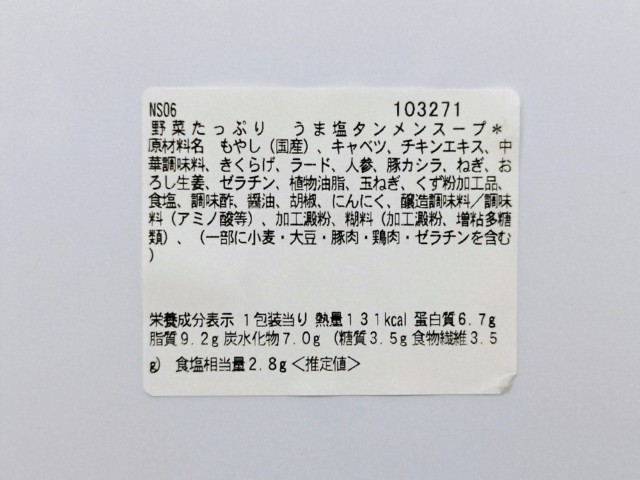 NS06 103271
野菜たっぷり うま塩タンメンスープ＊
原材料名 もやし（国産）、キャベツ、チキンエキス、中
華調味料、きくらげ、ラード、人参、豚カシラ、ねぎ、お
ろし生姜、ゼラチン、植物油脂、玉ねぎ、くず粉加工品、
食塩、調味酢、醤油、胡椒、にんにく、醸造調味料／調味
料（アミノ酸等）、加工澱粉、糊料（加工澱粉、増粘多糖
類）、（一部に小麦・大豆・豚肉・鶏肉・ゼラチンを含む
）
栄養成分表示 １包装当り 熱量１３１kcal 蛋白質６.７g
脂質９.２g 炭水化物７.０g （糖質３.５g 食物繊維３.５
g） 食塩相当量２.８g＜推定値＞